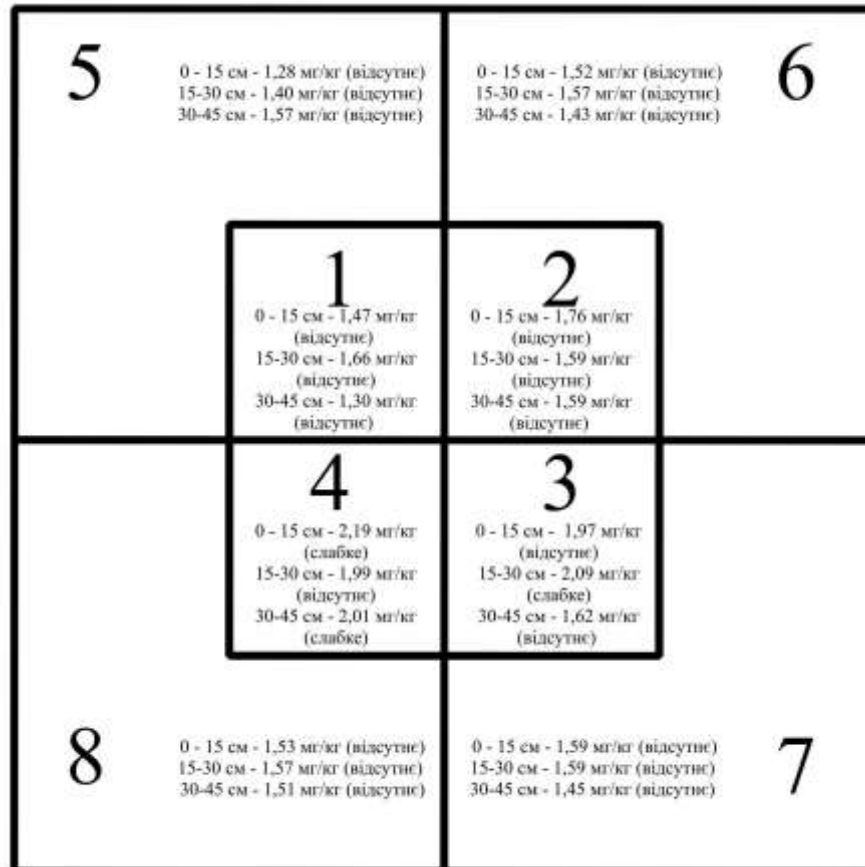 5
0 - 15 см - 1,28 мг/кг (відсутнє)
15-30 см - 1,40 мг/кг (відсутнє)
30-45 см - 1,57 мг/кг (відсутнє)
0 - 15 см - 1,52 мг/кг (відсутнє)
15-30 см - 1,57 мг/кг (відсутнє)
30-45 см - 1,43 мг/кг (відсутнє)
6
1
0 - 15 см - 1,47 мг/кг
(відсутнє)
15-30 см - 1,66 мг/кг
(відсутнє)
30-45 см - 1,30 мг/кг
(відсутнє)
2
0 - 15 см - 1,76 мг/кг
(відсутнє)
15-30 см - 1,59 мг/кг
(відсутнє)
30-45 см - 1,59 мг/кг
(відсутнє)
4
0 - 15 см - 2,19 мг/кг
(слабке)
15-30 см - 1,99 мг/кг
(відсутнє)
30-45 см - 2,01 мг/кг
(слабке)
3
0 - 15 см - 1,97 мг/кг
(відсутнє)
15-30 см - 2,09 мг/кг
(слабке)
30-45 см - 1,62 мг/кг
(відсутнє)
8
0 - 15 см - 1,53 мг/кг (відсутнє)
15-30 см - 1,57 мг/кг (відсутнє)
30-45 см - 1,51 мг/кг (відсутнє)
0 - 15 см - 1,59 мг/кг (відсутнє)
15-30 см - 1,59 мг/кг (відсутнє)
30-45 см - 1,45 мг/кг (відсутнє)
7